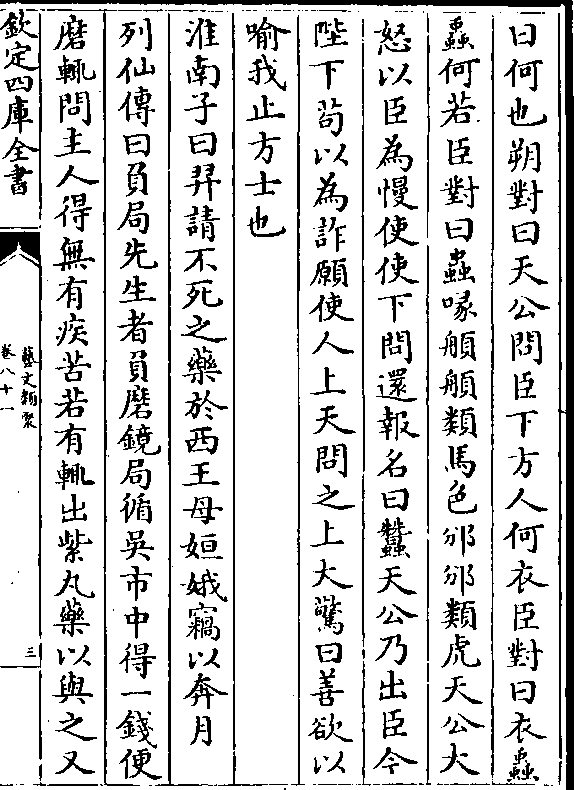 曰何也朔對曰天公問臣下方人何衣臣對曰衣蟲
蟲何若臣對曰蟲喙䫇䫇類馬色邠邠類虎天公大
怒以臣為慢使使下問還報名曰蠶天公乃出臣今
陛下茍以為詐願使人上天問之上大驚曰善欲以
喻我止方士也
淮南子曰羿請不死之藥於西王母姮娥竊以奔月
列仙傳曰負局先生者負磨鏡局循吳市中得一錢便
磨輒問主人得無有疾苦若有輒出紫丸藥以與之又
欽定四庫全書
藝文類聚
卷八十一
三